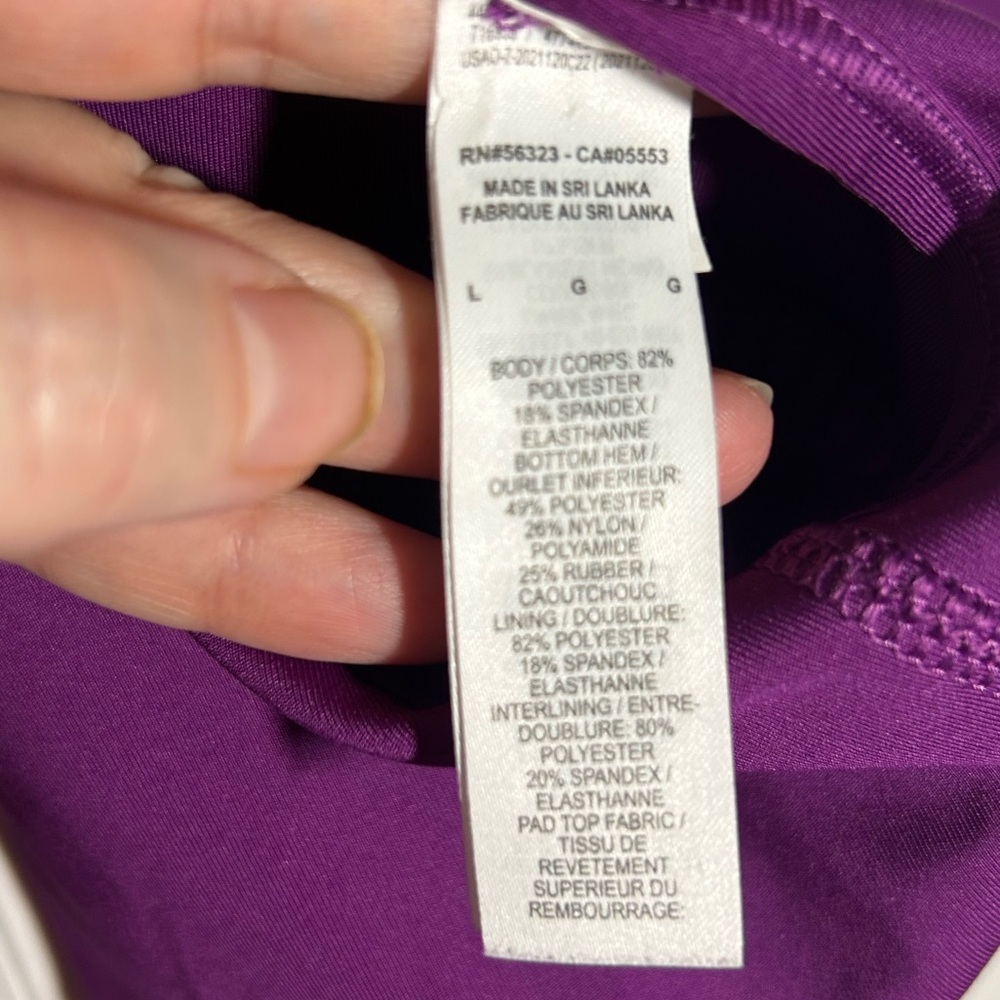 RN#56323 - CA#05553
MADE IN SRI LANKA
FABRIQUE AU SRI LANKA
L G G
BODY / CORPS: 82%
POLYESTER
18% SPANDEX /
ELASTHANNE
BOTTOM HEM /
OURLET INFERIEUR:
49% POLYESTER
26% NYLON /
POLYAMIDE
25% RUBBER /
CAOUTCHOUC
LINING / DOUBLURE:
82% POLYESTER
18% SPANDEX /
ELASTHANNE
INTERLINING / ENTRE-
DOUBLURE: 80%
POLYESTER
20% SPANDEX /
ELASTHANNE
PAD TOP FABRIC /
TISSU DE
REVETEMENT
SUPERIEUR DU
REMBOURRAGE: